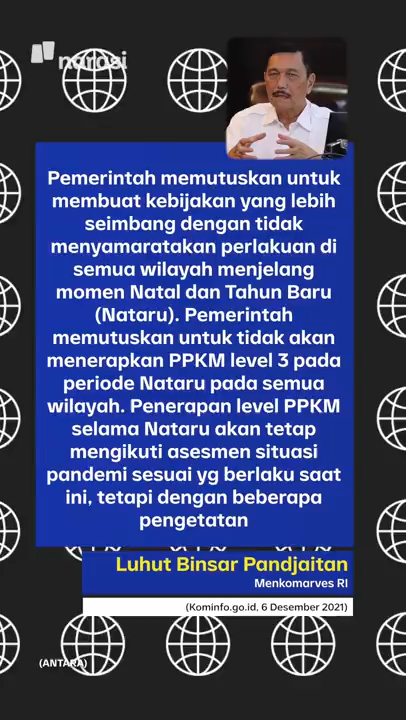 narasi
Pemerintah memutuskan untuk
membuat kebijakan yang lebih
seimbang dengan tidak
menyamaratakan perlakuan di
semua wilayah menjelang
momen Natal dan Tahun Baru
(Nataru). Pemerintah
memutuskan untuk tidak akan
menerapkan PPKM level 3 pada
periode Nataru pada semua
wilayah. Penerapan level PPKM
selama Nataru akan tetap
mengikuti asesmen situasi
pandemi sesuai yg berlaku saat
ini, tetapi dengan beberapa
pengetatan
Luhut Binsar Pandjaitan
Menkomarves RI
(Kominfo.go.id, 6 Desember 2021)
(ANTARA)